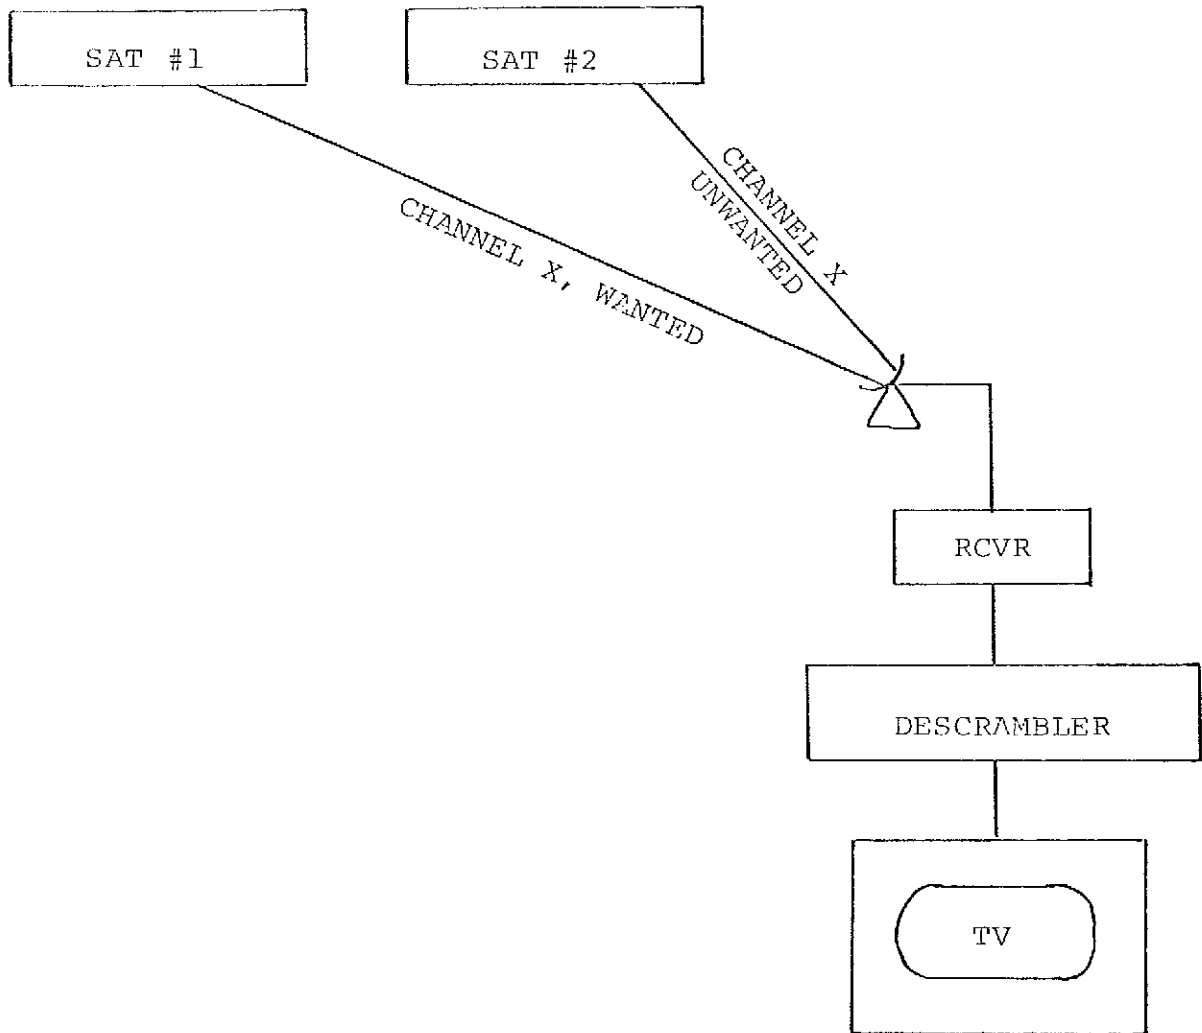 SAT #1
SAT #2
CHANNEL X
UNWANTED
CHANNEL X, WANTED
RCVR
DESCRAMBLER
TV